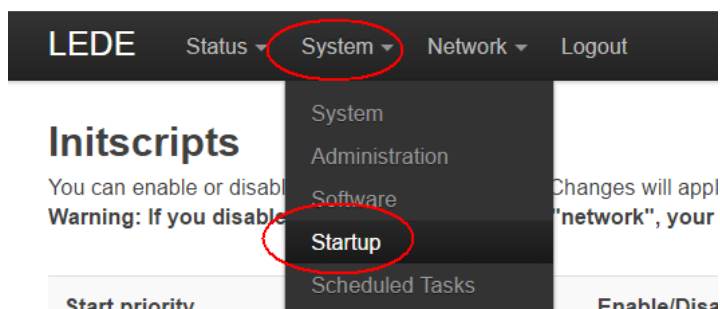 LEDE Status System Network Logout
System
Initscripts
Administration
You can enable or disabl
Software
Changes will appl
Warning: If you disable
"network", your
Startup
Scheduled Tasks
Start priority
Enable/Disa